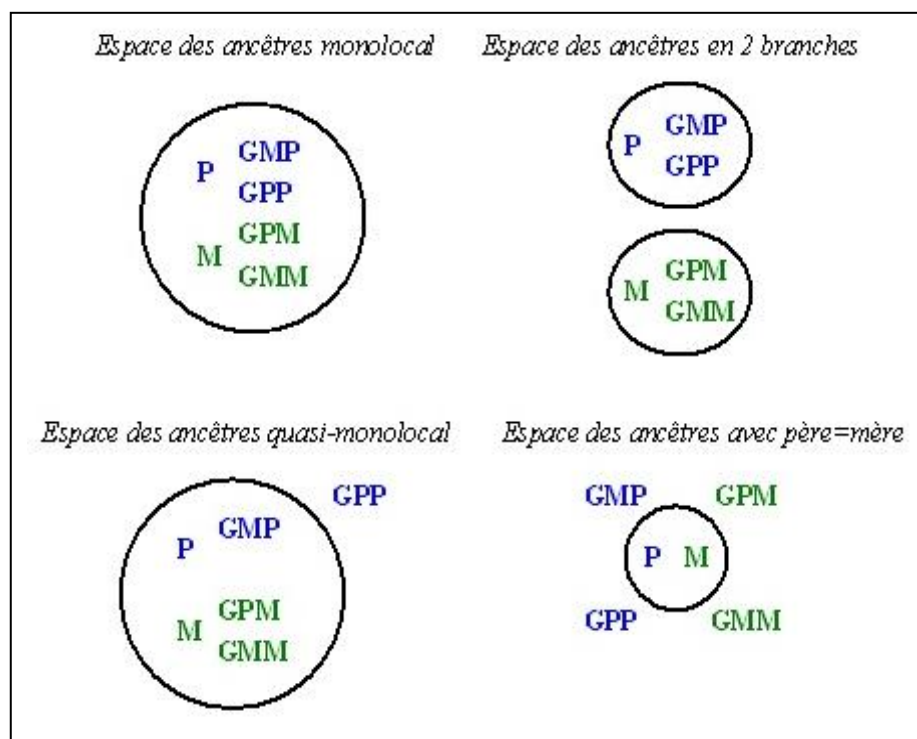 Espace des ancêtres monolocal
P
GMP
GPP
M
GPM
GMM
Espace des ancêtres en 2 branches
P
GMP
GPP
M
GPM
GMM
Espace des ancêtres quasi-monolocal
GPP
P
GMP
M
GPM
GMM
Espace des ancêtres avec père=mère
GMP
GPM
P
M
GPP
GMM